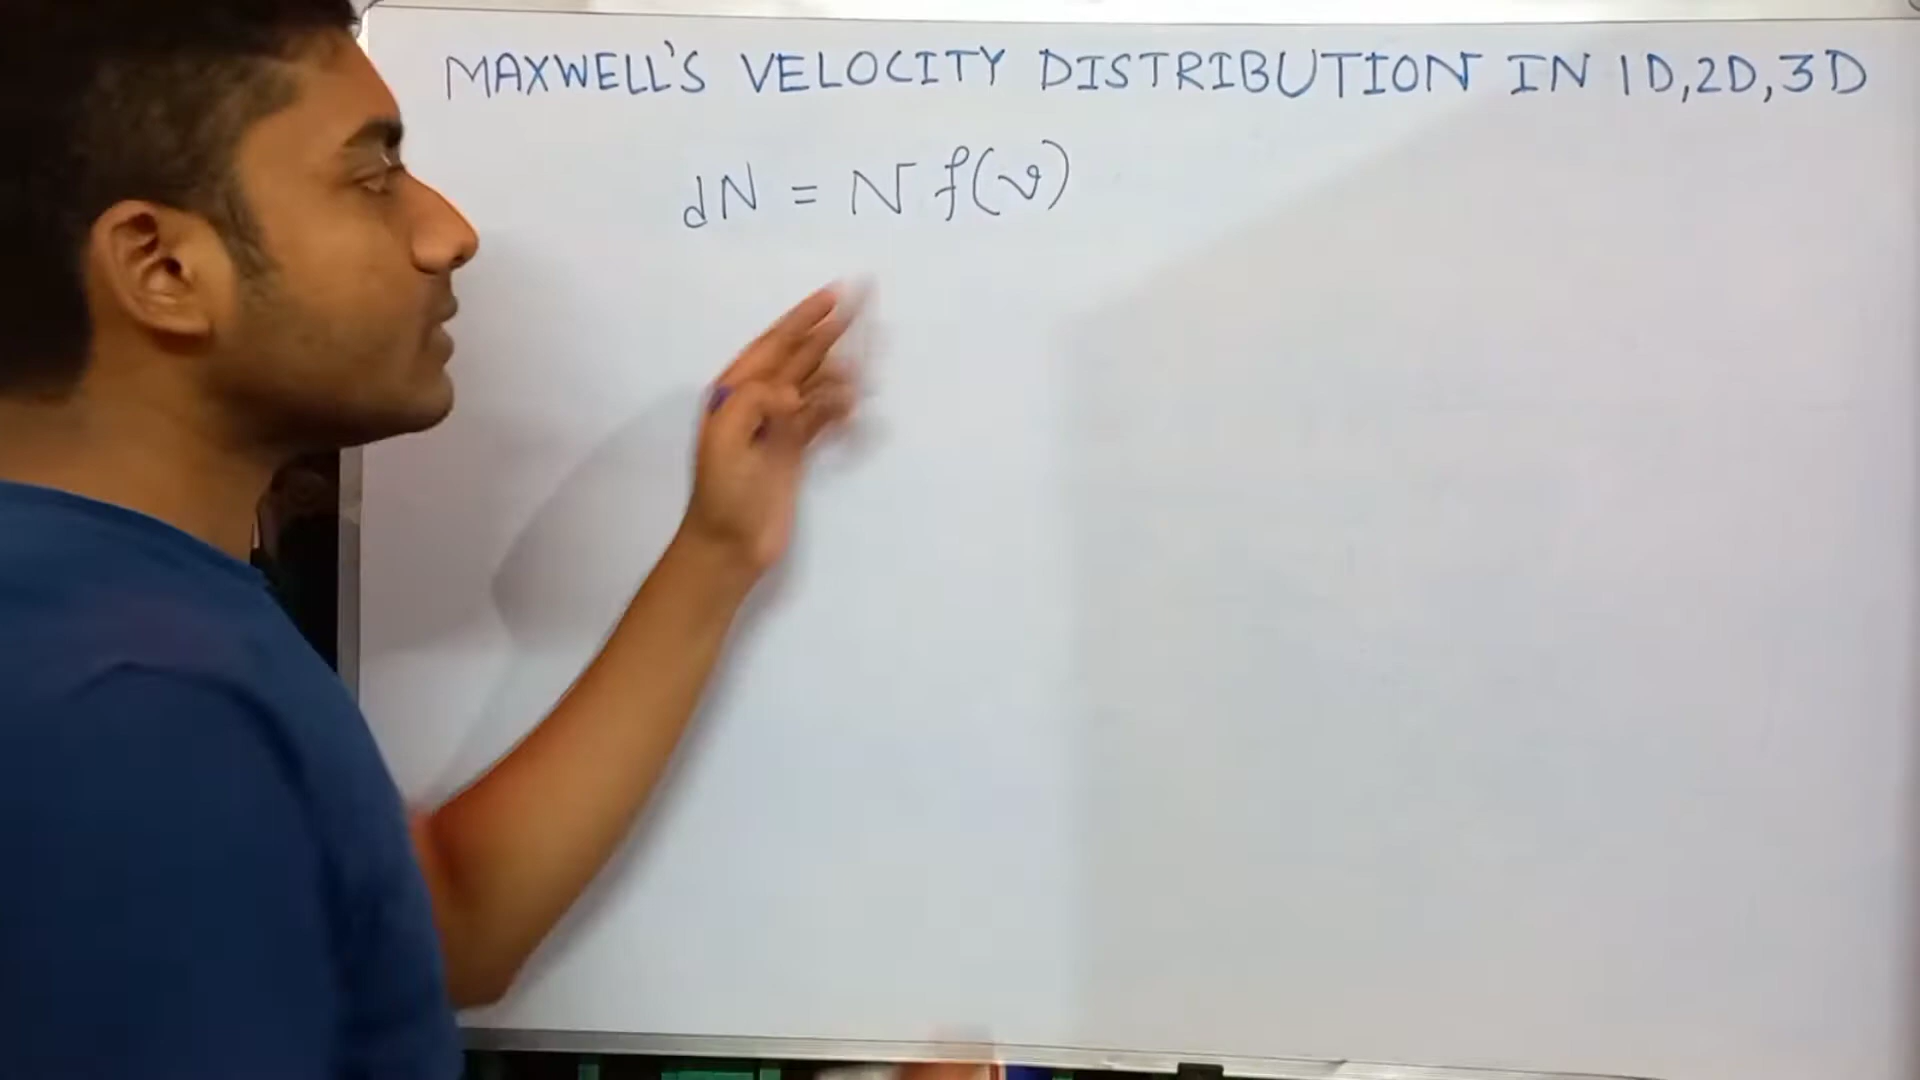 MAXWELL'S VELOCITY DISTRIBUTION IN 1D,2D,3D
dN = N f(v)